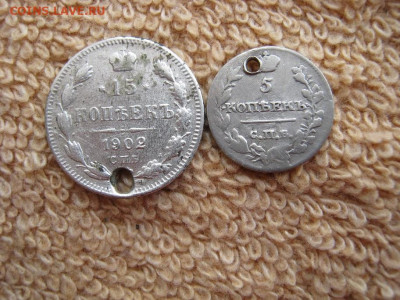 COINS.LAVE.RU
15
КОПѢЕКЪ
1902
С.П.Б.
5
КОПѢЕКЪ
С.П.Б.